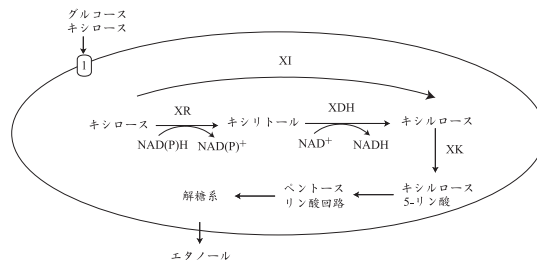 グルコース
キシロース
1
XI
XR
XDH
キシロース
キシリトール
キシルロース
NAD(P)H
NAD(P)+
NAD+
NADH
XK
解糖系
ペントース
リン酸回路
キシルロース
5-リン酸
エタノール